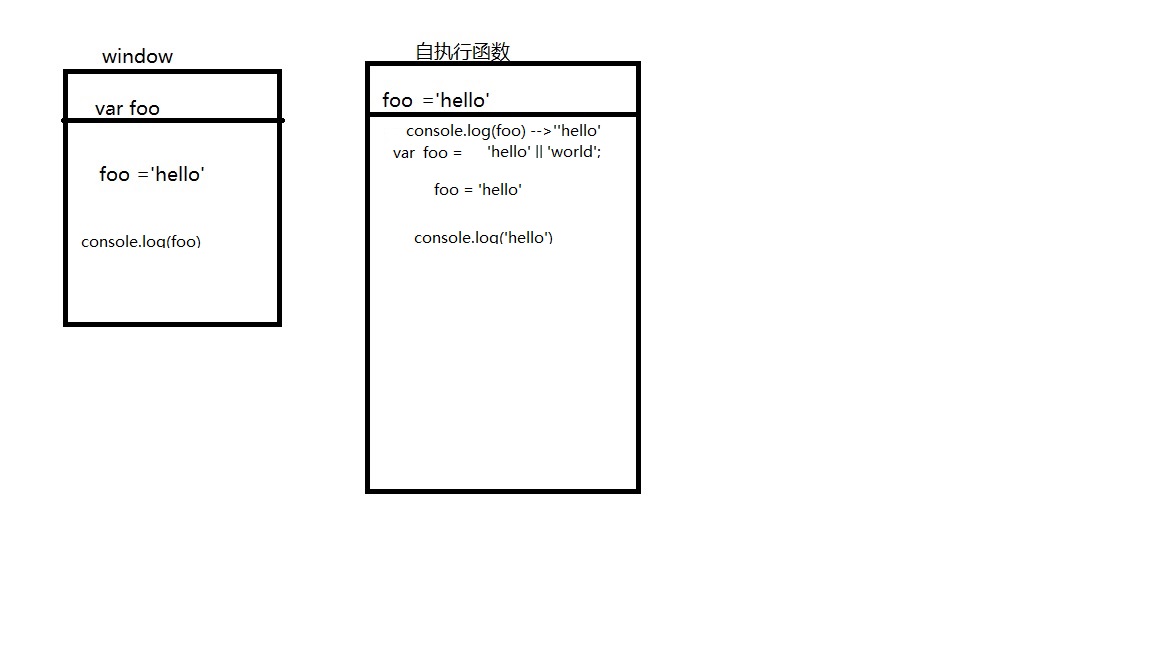 window
var foo
foo ='hello'
console.log(foo)
自执行函数
foo ='hello'
console.log(foo) -->''hello'
var foo = 'hello' || 'world';
foo = 'hello'
console.log('hello')